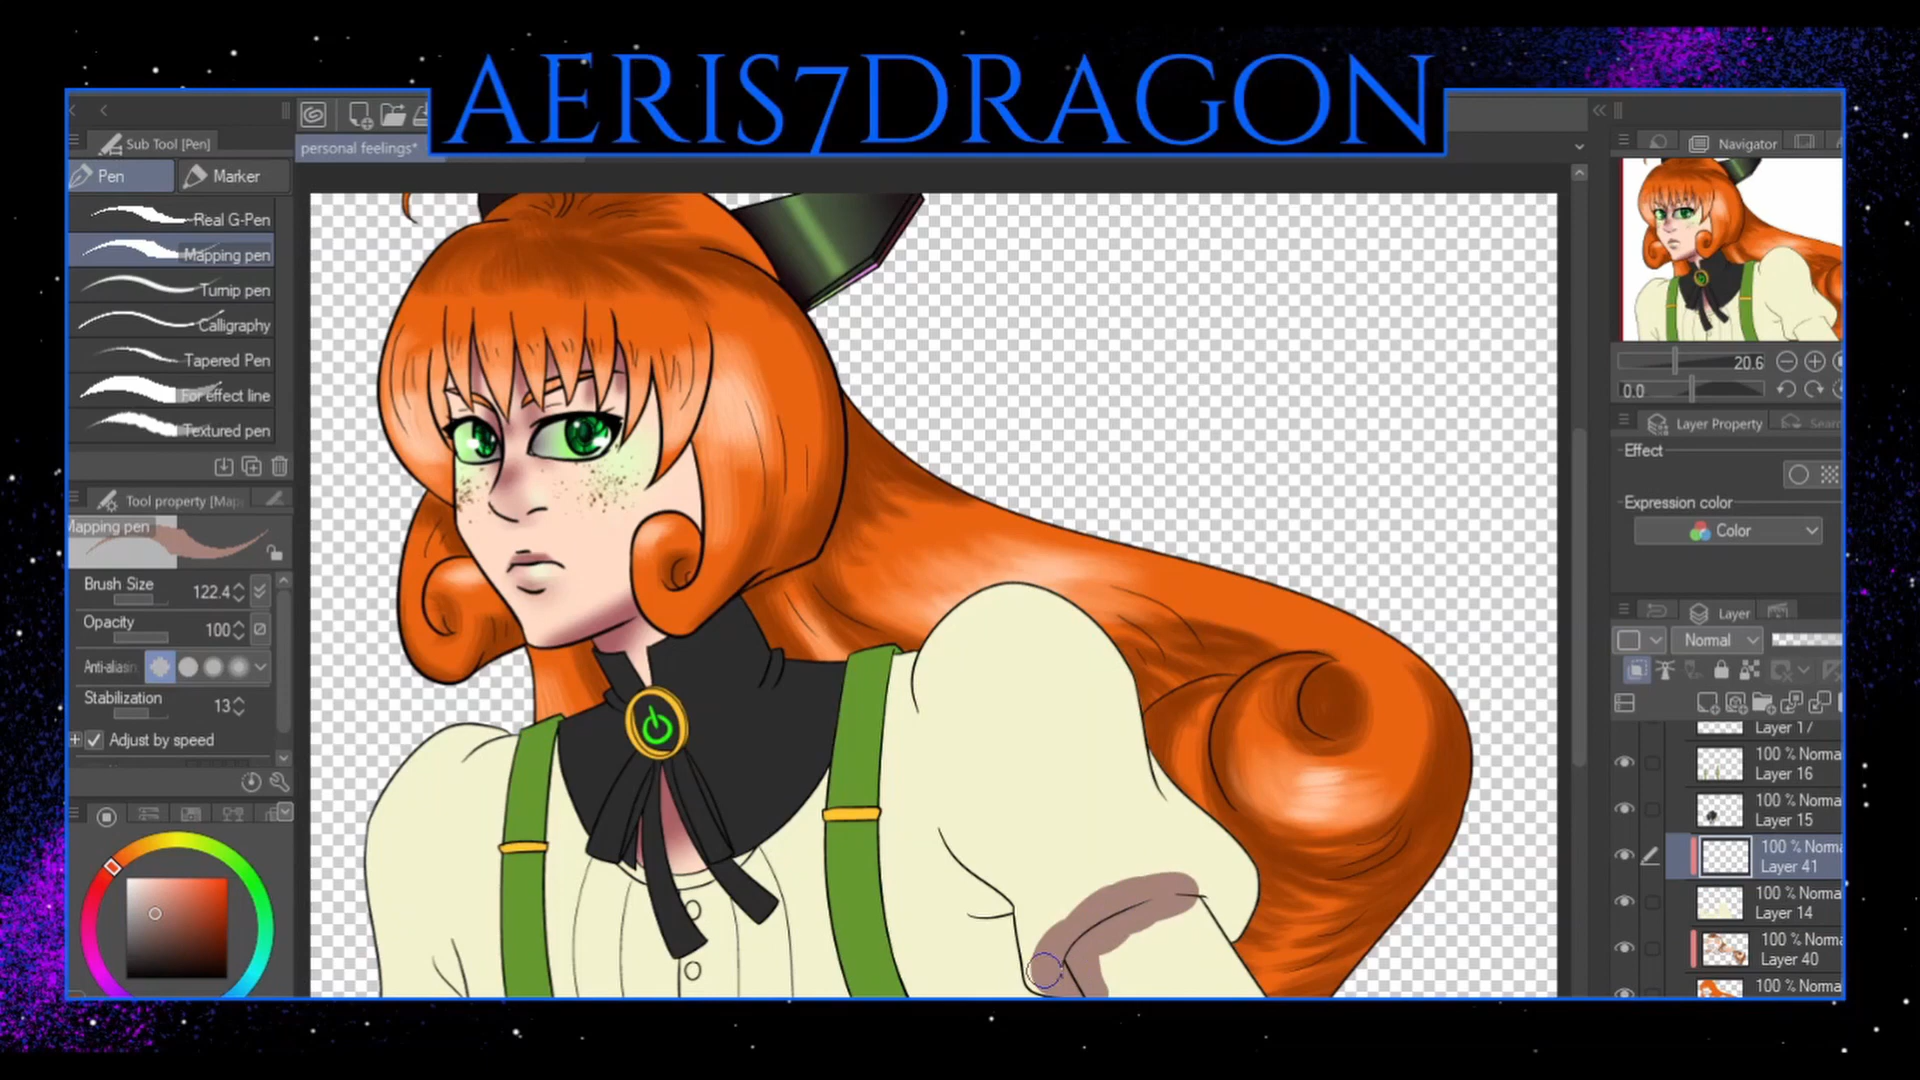 AERIS7DRAGON
Sub Tool [Pen]
Pen
Marker
Real G-Pen
Mapping pen
Turnip pen
Calligraphy
Tapered Pen
For effect line
Textured pen
Tool property [Map
Mapping pen
Brush Size
122.4
Opacity
100
Anti-aliasin
Stabilization
13
Adjust by speed
personal feelings*
Navigator
20.6
0.0
Layer Property
Searc
Effect
Expression color
Color
Layer
Normal
Layer 17
100 % Norma
Layer 16
100 % Norma
Layer 15
100 % Norma
Layer 41
100 % Norma
Layer 14
100 % Norma
Layer 40
100 % Norma